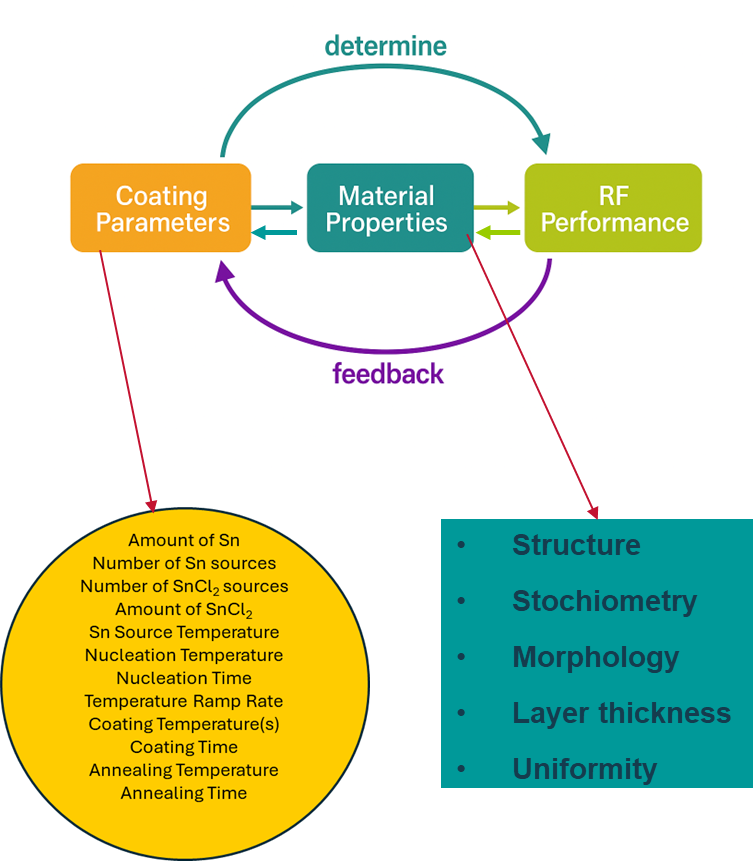 determine
Coating
Parameters
Material
Properties
RF
Performance
feedback
Amount of Sn
Number of Sn sources
Number of SnCl₂ sources
Amount of SnCl₂
Sn Source Temperature
Nucleation Temperature
Nucleation Time
Temperature Ramp Rate
Coating Temperature(s)
Coating Time
Annealing Temperature
Annealing Time
• Structure
• Stochiometry
• Morphology
• Layer thickness
• Uniformity